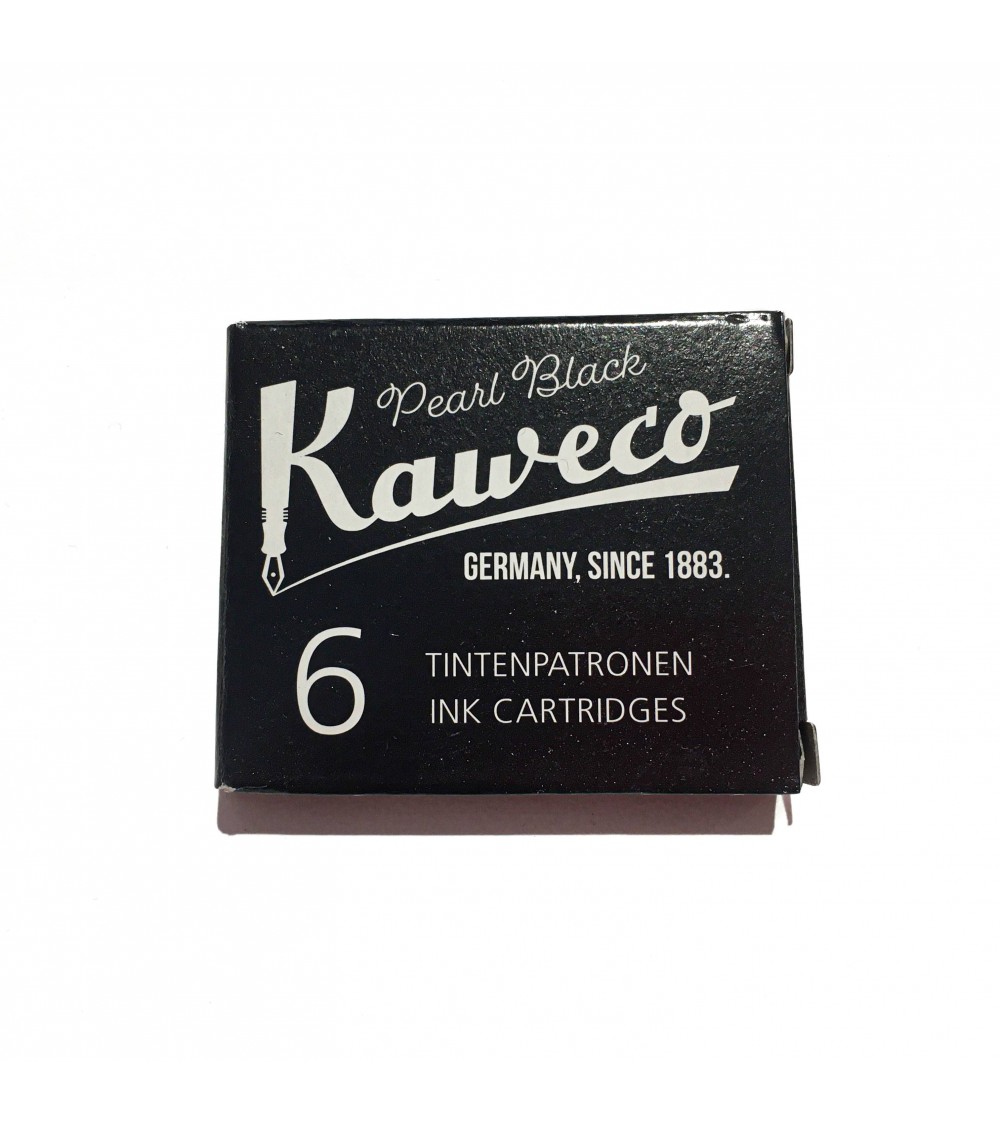 Pearl Black
Kaweco
GERMANY, SINCE 1883.
6
TINTENPATRONEN
INK CARTRIDGES